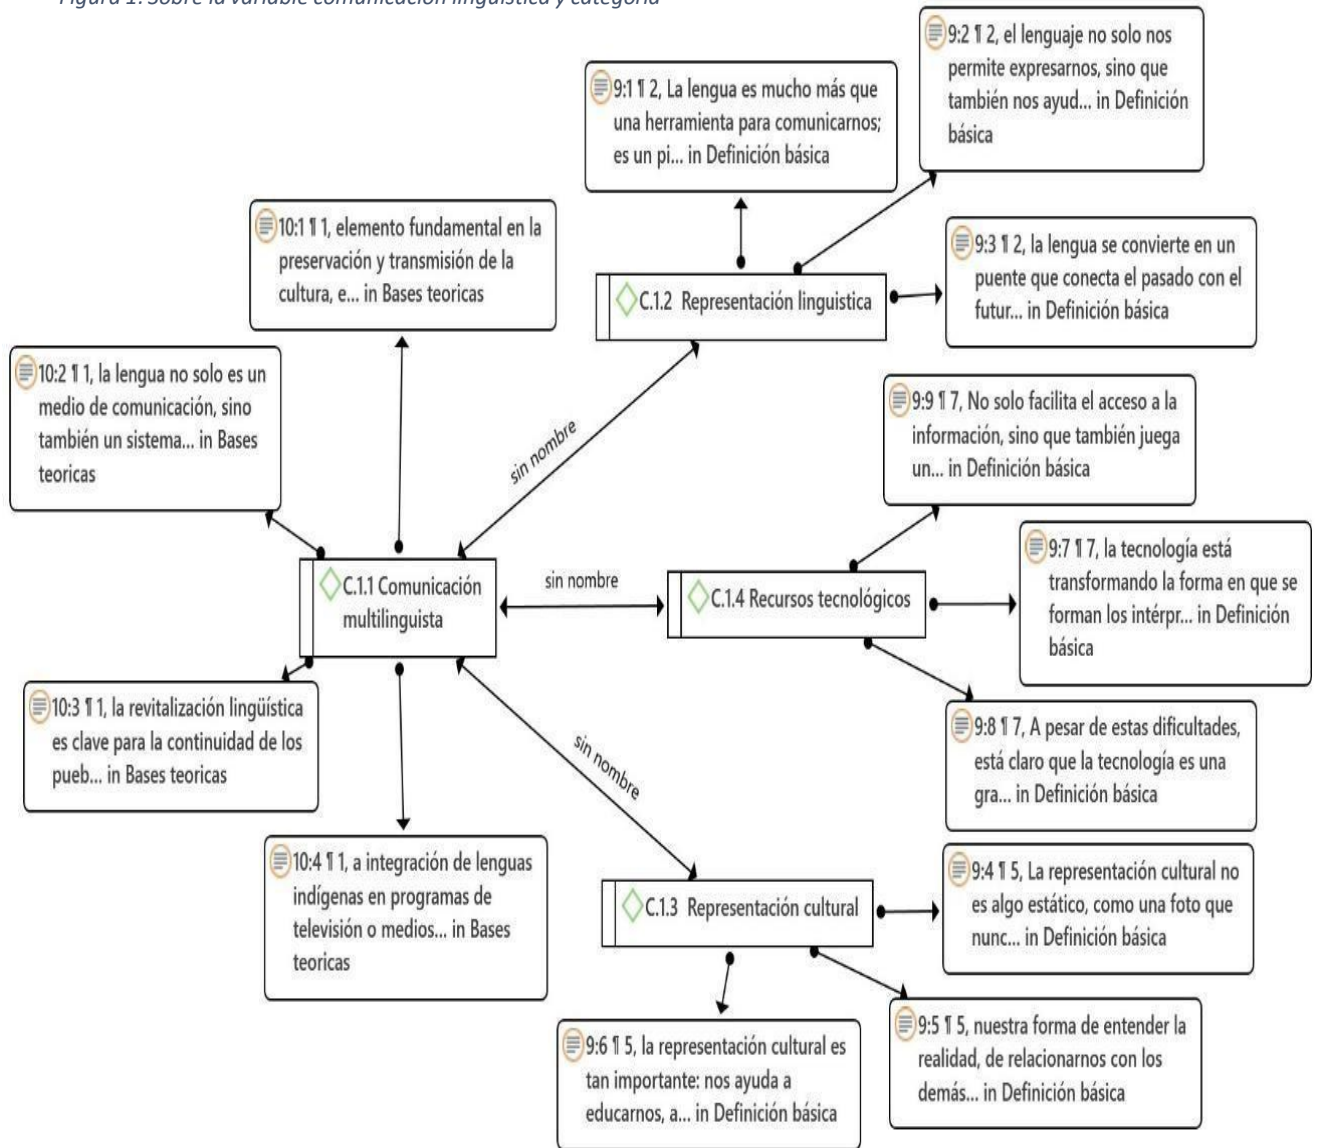 Figura 1. Sobre la variable comunicación lingüística y categoría
9:2 ¶ 2, el lenguaje no solo nos
permite expresarnos, sino que
también nos ayud... in Definición
básica
9:1 ¶ 2, La lengua es mucho más que
una herramienta para comunicarnos;
es un pi... in Definición básica
10:1 ¶ 1, elemento fundamental en la
preservación y transmisión de la
cultura, e... in Bases teoricas
9:3 ¶ 2, la lengua se convierte en un
puente que conecta el pasado con el
futur... in Definición básica
C.1.2 Representación linguistica
10:2 ¶ 1, la lengua no solo es un
medio de comunicación, sino
también un sistema... in Bases
teoricas
9:9 ¶ 7, No solo facilita el acceso a la
información, sino que también juega
un... in Definición básica
sin nombre
9:7 ¶ 7, la tecnología está
transformando la forma en que se
forman los intérpr... in Definición
básica
C.1.1 Comunicación
multilinguista
sin nombre
C.1.4 Recursos tecnológicos
10:3 ¶ 1, la revitalización lingüística
es clave para la continuidad de los
pueb... in Bases teoricas
9:8 ¶ 7, A pesar de estas dificultades,
está claro que la tecnología es una
gra... in Definición básica
sin nombre
10:4 ¶ 1, a integración de lenguas
indígenas en programas de
televisión o medios... in Bases
teoricas
9:4 ¶ 5, La representación cultural no
es algo estático, como una foto que
nunc... in Definición básica
C.1.3 Representación cultural
9:5 ¶ 5, nuestra forma de entender la
realidad, de relacionarnos con los
demás... in Definición básica
9:6 ¶ 5, la representación cultural es
tan importante: nos ayuda a
educarnos, a... in Definición básica